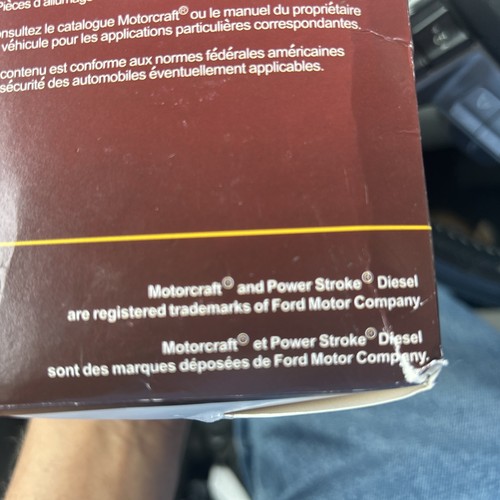 Pièces d'allumage
consultez le catalogue Motorcraft® ou le manuel du propriétaire
véhicule pour les applications particulières correspondantes.
contenu est conforme aux normes fédérales américaines
sécurité des automobiles éventuellement applicables.
Motorcraft® and Power Stroke® Diesel
are registered trademarks of Ford Motor Company.
Motorcraft® et Power Stroke® Diesel
sont des marques déposées de Ford Motor Company.